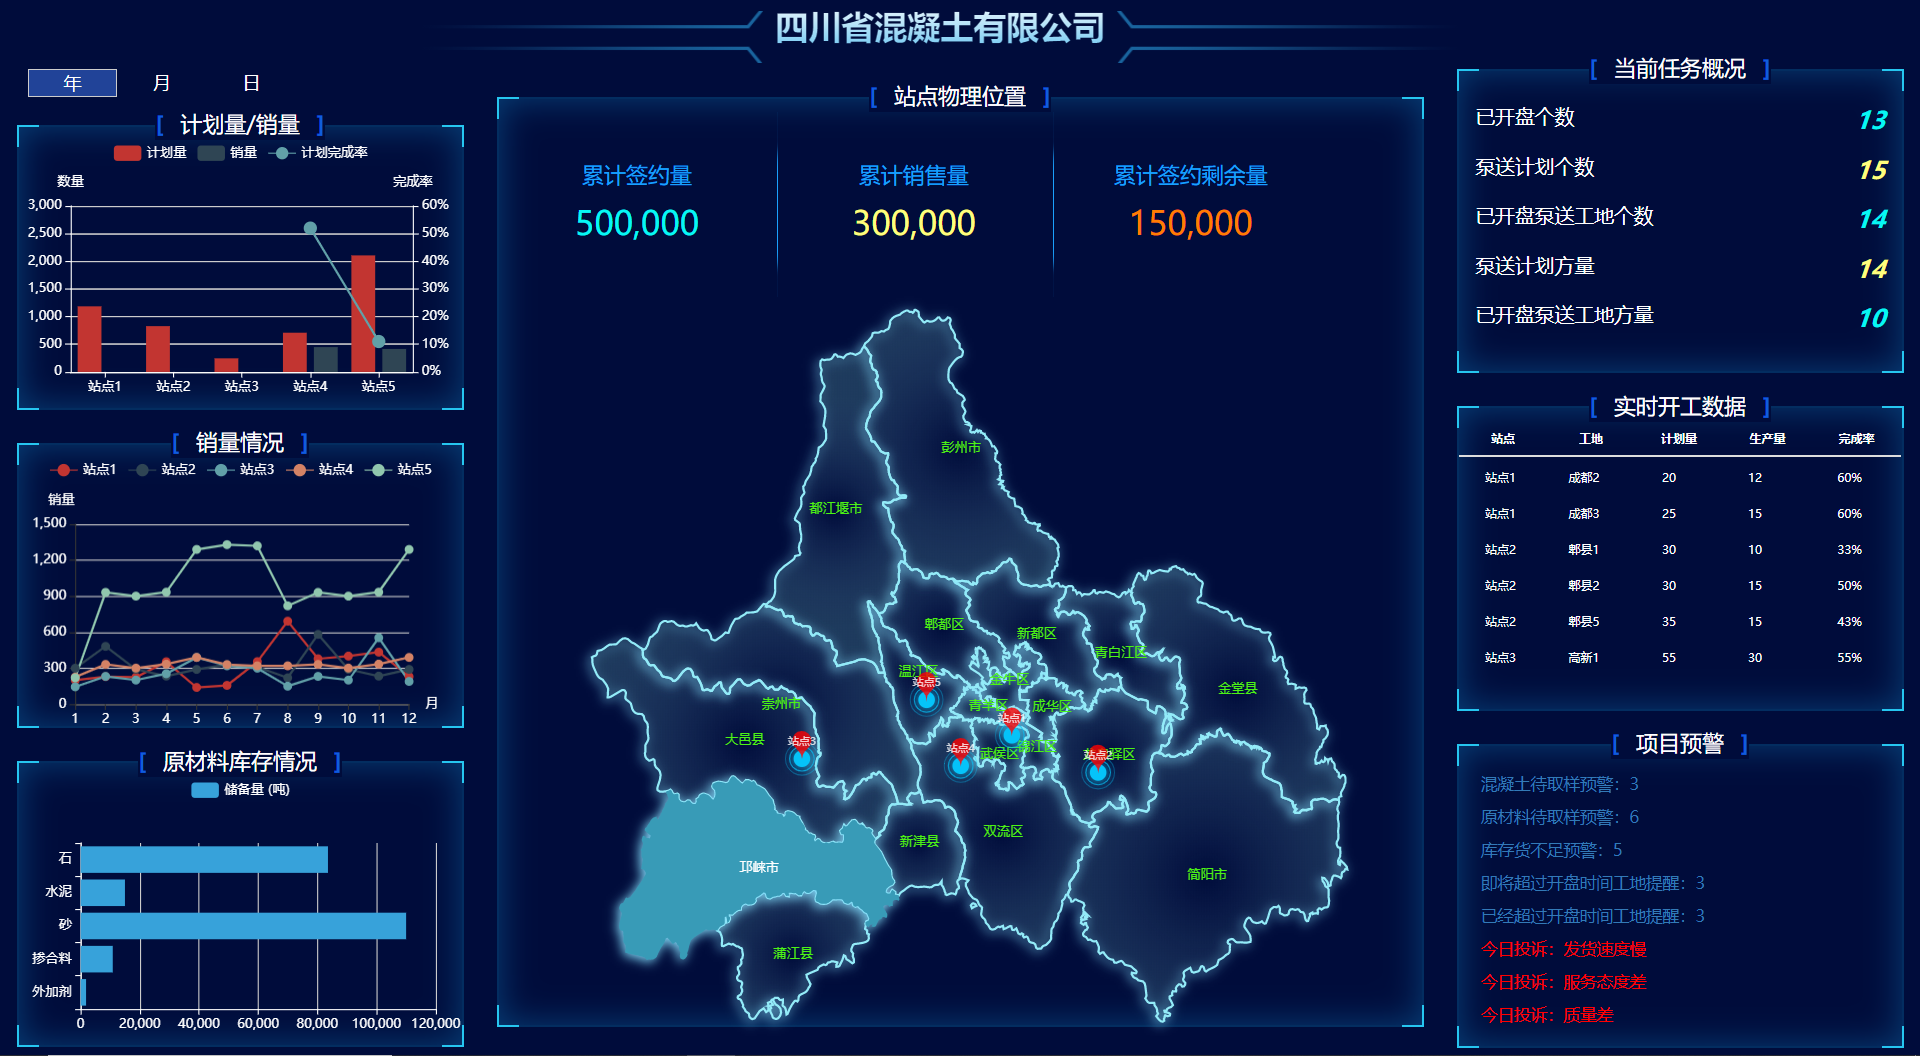 四川省混凝土有限公司
年 月 日
[ 计划量/销量 ]
计划量 销量 计划完成率
数量 完成率
3,000 60%
2,500 50%
2,000 40%
1,500 30%
1,000 20%
500 10%
0 0%
站点1 站点2 站点3 站点4 站点5
[ 销量情况 ]
站点1 站点2 站点3 站点4 站点5
销量
1,500
1,200
900
600
300
0
1 2 3 4 5 6 7 8 9 10 11 12 月
[ 原材料库存情况 ]
储备量 (吨)
石
水泥
砂
掺合料
外加剂
0 20,000 40,000 60,000 80,000 100,000 120,000
[ 站点物理位置 ]
累计签约量 累计销售量 累计签约剩余量
500,000 300,000 150,000
彭州市
都江堰市
郫都区
新都区
青白江区
温江区
站点5
金牛区
金堂县
崇州市
青羊区
成华区
站点1
大邑县
站点3
站点4
武侯区
锦江区
站点2
驿区
双流区
新津县
邛崃市
简阳市
蒲江县
[ 当前任务概况 ]
已开盘个数 13
泵送计划个数 15
已开盘泵送工地个数 14
泵送计划方量 14
已开盘泵送工地方量 10
[ 实时开工数据 ]
站点 工地 计划量 生产量 完成率
站点1 成都2 20 12 60%
站点1 成都3 25 15 60%
站点2 郫县1 30 10 33%
站点2 郫县2 30 15 50%
站点2 郫县5 35 15 43%
站点3 高新1 55 30 55%
[ 项目预警 ]
混凝土待取样预警：3
原材料待取样预警：6
库存货不足预警：5
即将超过开盘时间工地提醒：3
已经超过开盘时间工地提醒：3
今日投诉：发货速度慢
今日投诉：服务态度差
今日投诉：质量差